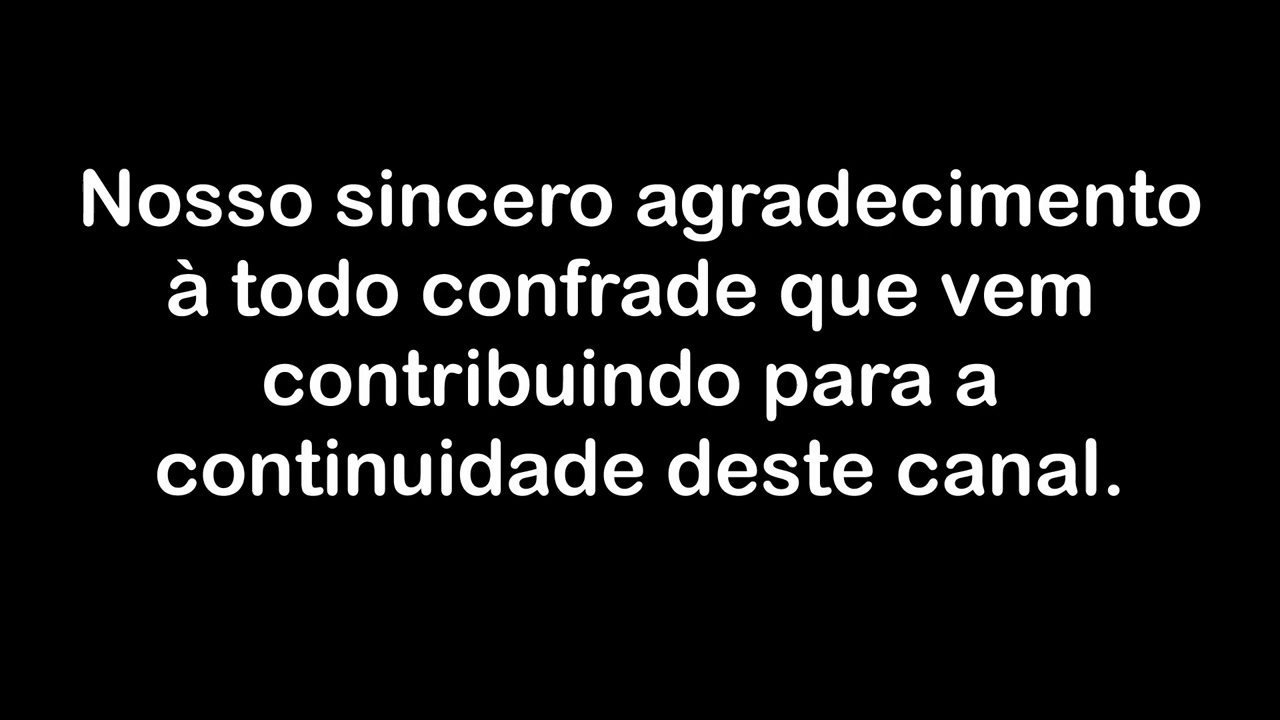 Nosso sincero agradecimento
à todo confrade que vem
contribuindo para a
continuidade deste canal.